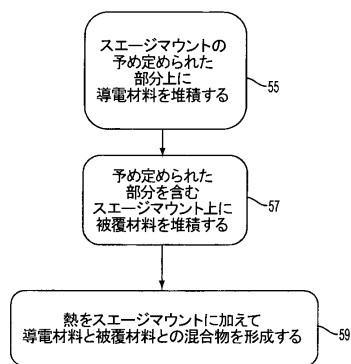 スエージマウントの
予め定められた
部分上に
導電材料を堆積する
55
予め定められた
部分を含む
スエージマウント上に
被覆材料を堆積する
57
熱をスエージマウントに加えて
導電材料と被覆材料との混合物を形成する
59